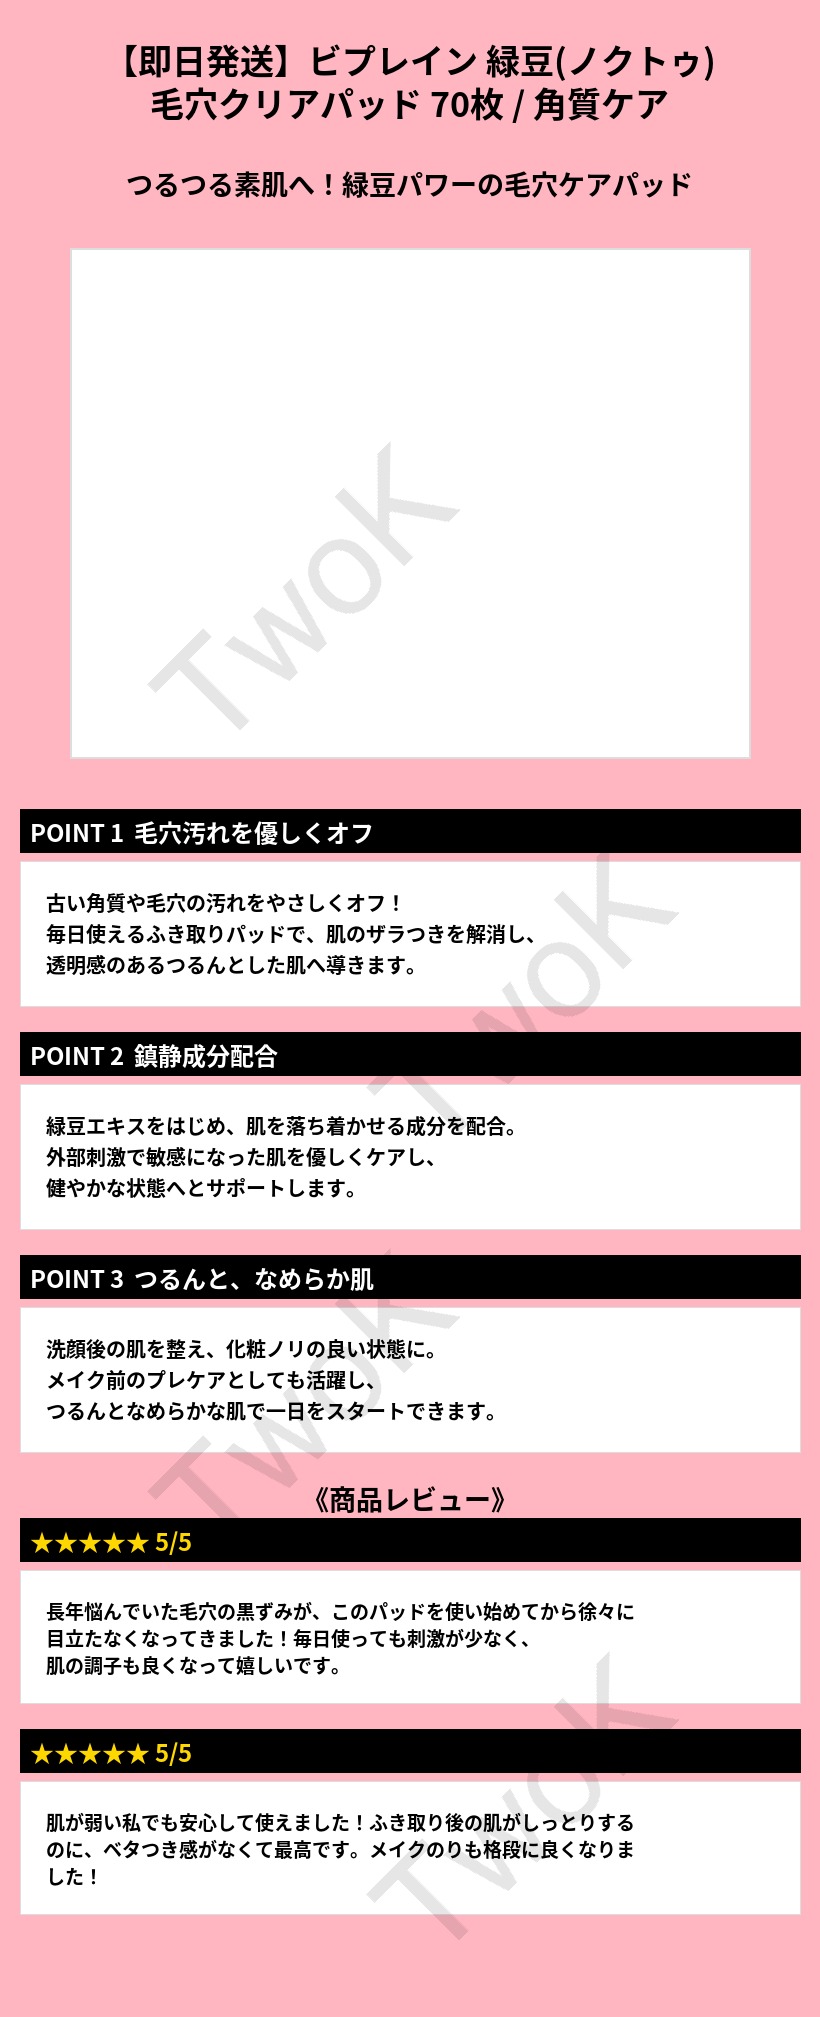 【即日発送】ビプレイン 緑豆(ノクトゥ)
毛穴クリアパッド 70枚 / 角質ケア
つるつる素肌へ！緑豆パワーの毛穴ケアパッド
TwoK
POINT 1 毛穴汚れを優しくオフ
古い角質や毛穴の汚れをやさしくオフ！
毎日使えるふき取りパッドで、肌のザラつきを解消し、
透明感のあるつるんとした肌へ導きます。
TwoK
POINT 2 鎮静成分配合
緑豆エキスをはじめ、肌を落ち着かせる成分を配合。
外部刺激で敏感になった肌を優しくケアし、
健やかな状態へとサポートします。
POINT 3 つるんと、なめらか肌
洗顔後の肌を整え、化粧ノリの良い状態に。
メイク前のプレケアとしても活躍し、
つるんとなめらかな肌で一日をスタートできます。
TwoK
《商品レビュー》
★★★★★ 5/5
長年悩んでいた毛穴の黒ずみが、このパッドを使い始めてから徐々に
目立たなくなってきました！毎日使っても刺激が少なく、
肌の調子も良くなって嬉しいです。
★★★★★ 5/5
肌が弱い私でも安心して使えました！ふき取り後の肌がしっとりする
のに、ベタつき感がなくて最高です。メイクのりも格段に良くなりま
した！
TwoK